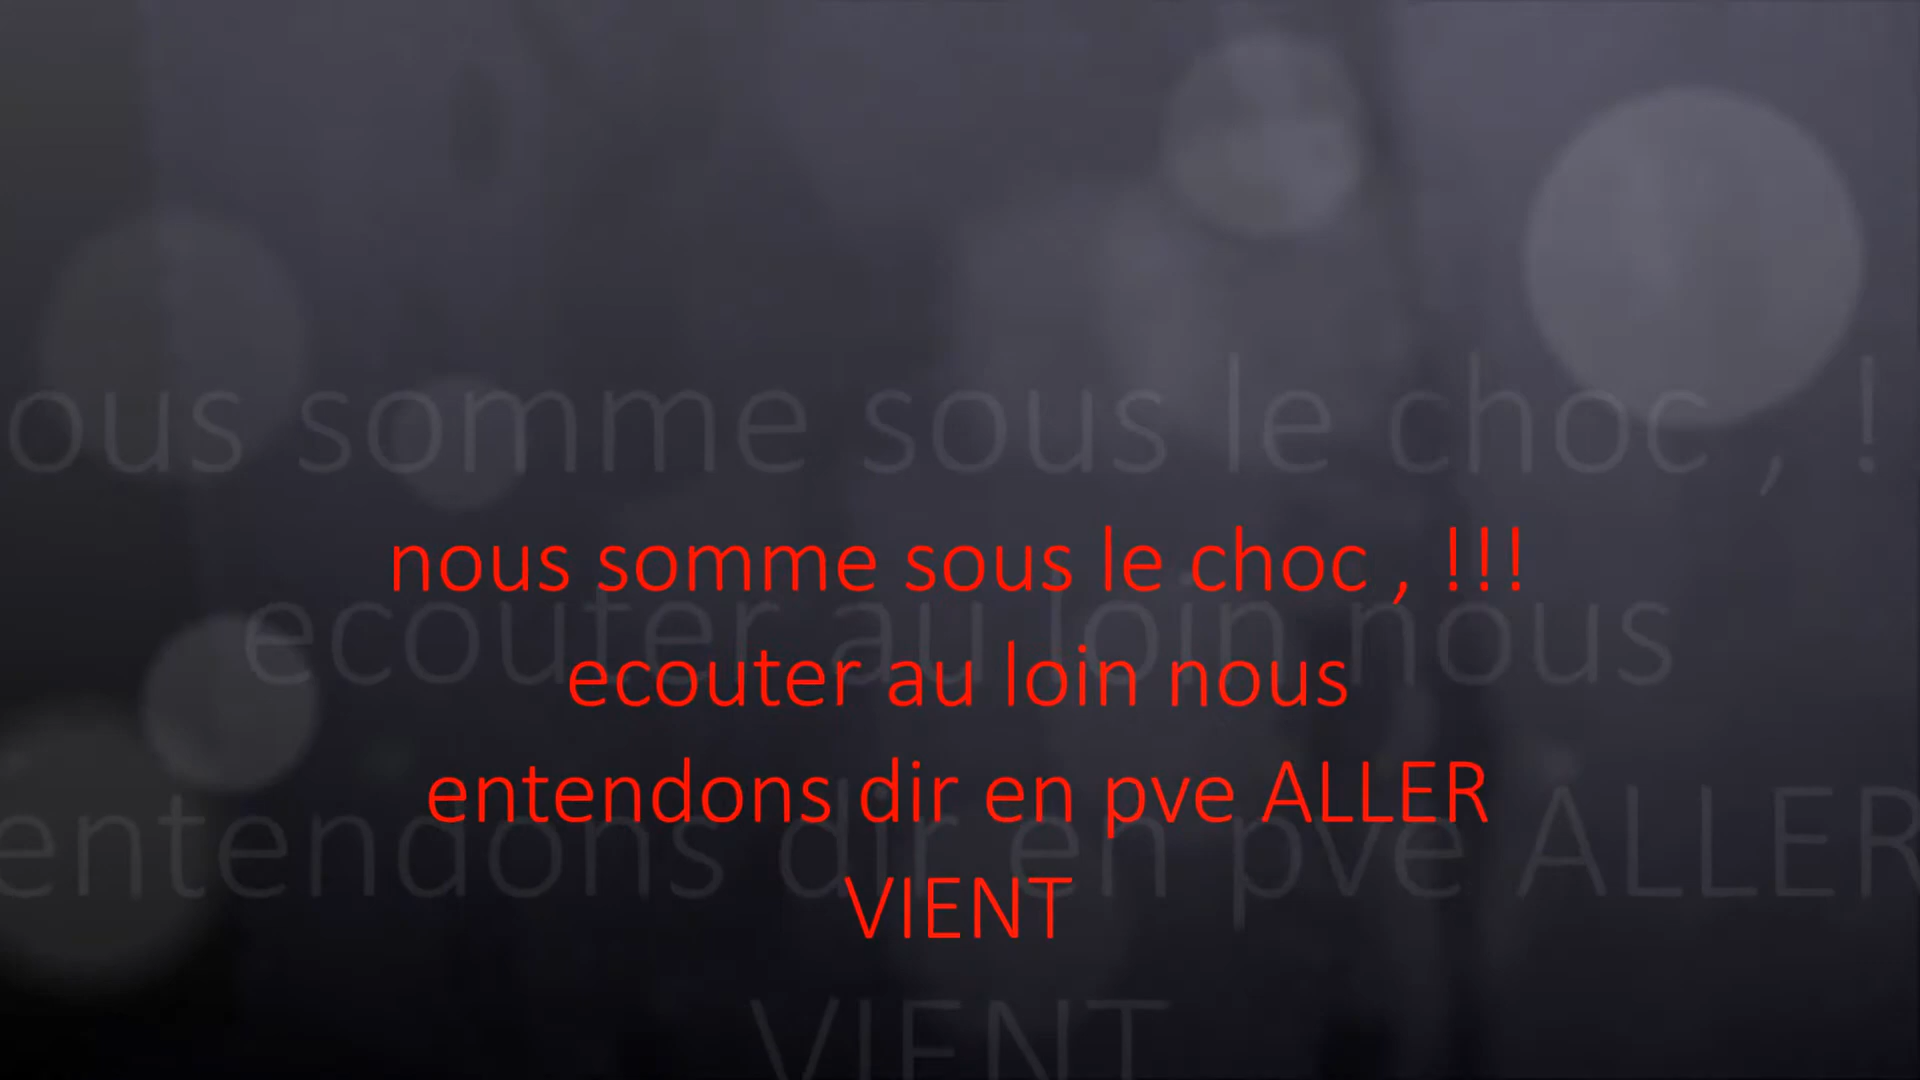 nous somme sous le choc , !!!
ecouter au loin nous
entendons dir en pve ALLER
VIENT